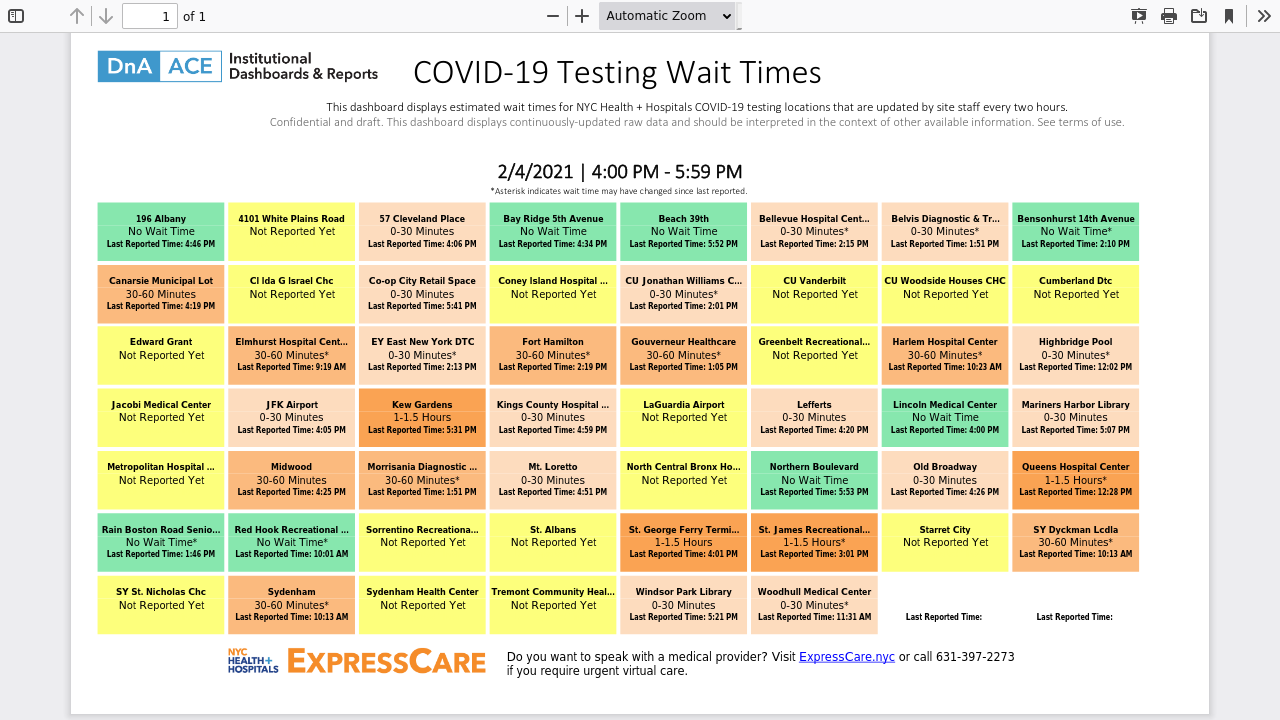 1 of 1 Automatic Zoom
DnA ACE Institutional
Dashboards & Reports
COVID-19 Testing Wait Times
This dashboard displays estimated wait times for NYC Health + Hospitals COVID-19 testing locations that are updated by site staff every two hours.
Confidential and draft. This dashboard displays continuously-updated raw data and should be interpreted in the context of other available information. See terms of use.
2/4/2021 | 4:00 PM - 5:59 PM
*Asterisk indicates wait time may have changed since last reported.
196 Albany
No Wait Time
Last Reported Time: 4:46 PM
4101 White Plains Road
Not Reported Yet
57 Cleveland Place
0-30 Minutes
Last Reported Time: 4:06 PM
Bay Ridge 5th Avenue
No Wait Time
Last Reported Time: 4:34 PM
Beach 39th
No Wait Time
Last Reported Time: 5:52 PM
Bellevue Hospital Cent...
0-30 Minutes*
Last Reported Time: 2:15 PM
Belvis Diagnostic & Tr...
0-30 Minutes*
Last Reported Time: 1:51 PM
Bensonhurst 14th Avenue
No Wait Time*
Last Reported Time: 2:10 PM
Canarsie Municipal Lot
30-60 Minutes
Last Reported Time: 4:19 PM
Cl Ida G Israel Chc
Not Reported Yet
Co-op City Retail Space
0-30 Minutes
Last Reported Time: 5:41 PM
Coney Island Hospital ...
Not Reported Yet
CU Jonathan Williams C...
0-30 Minutes*
Last Reported Time: 2:01 PM
CU Vanderbilt
Not Reported Yet
CU Woodside Houses CHC
Not Reported Yet
Cumberland Dtc
Not Reported Yet
Edward Grant
Not Reported Yet
Elmhurst Hospital Cent...
30-60 Minutes*
Last Reported Time: 9:19 AM
EY East New York DTC
0-30 Minutes*
Last Reported Time: 2:13 PM
Fort Hamilton
30-60 Minutes*
Last Reported Time: 2:19 PM
Gouverneur Healthcare
30-60 Minutes*
Last Reported Time: 1:05 PM
Greenbelt Recreational...
Not Reported Yet
Harlem Hospital Center
30-60 Minutes*
Last Reported Time: 10:23 AM
Highbridge Pool
0-30 Minutes*
Last Reported Time: 12:02 PM
Jacobi Medical Center
Not Reported Yet
JFK Airport
0-30 Minutes
Last Reported Time: 4:05 PM
Kew Gardens
1-1.5 Hours
Last Reported Time: 5:31 PM
Kings County Hospital ...
0-30 Minutes
Last Reported Time: 4:59 PM
LaGuardia Airport
Not Reported Yet
Lefferts
0-30 Minutes
Last Reported Time: 4:20 PM
Lincoln Medical Center
No Wait Time
Last Reported Time: 4:00 PM
Mariners Harbor Library
0-30 Minutes
Last Reported Time: 5:07 PM
Metropolitan Hospital ...
Not Reported Yet
Midwood
30-60 Minutes
Last Reported Time: 4:25 PM
Morrisania Diagnostic ...
30-60 Minutes*
Last Reported Time: 1:51 PM
Mt. Loretto
0-30 Minutes
Last Reported Time: 4:51 PM
North Central Bronx Ho...
Not Reported Yet
Northern Boulevard
No Wait Time
Last Reported Time: 5:53 PM
Old Broadway
0-30 Minutes
Last Reported Time: 4:26 PM
Queens Hospital Center
1-1.5 Hours*
Last Reported Time: 12:28 PM
Rain Boston Road Senio...
No Wait Time*
Last Reported Time: 1:46 PM
Red Hook Recreational ...
No Wait Time*
Last Reported Time: 10:01 AM
Sorrentino Recreationa...
Not Reported Yet
St. Albans
Not Reported Yet
St. George Ferry Termi...
1-1.5 Hours
Last Reported Time: 4:01 PM
St. James Recreational...
1-1.5 Hours*
Last Reported Time: 3:01 PM
Starret City
Not Reported Yet
SY Dyckman Lcdla
30-60 Minutes*
Last Reported Time: 10:13 AM
SY St. Nicholas Chc
Not Reported Yet
Sydenham
30-60 Minutes*
Last Reported Time: 10:13 AM
Sydenham Health Center
Not Reported Yet
Tremont Community Heal...
Not Reported Yet
Windsor Park Library
0-30 Minutes
Last Reported Time: 5:21 PM
Woodhull Medical Center
0-30 Minutes*
Last Reported Time: 11:31 AM
Last Reported Time:
Last Reported Time:
NYC
HEALTH+
HOSPITALS
EXPRESSCARE
Do you want to speak with a medical provider? Visit ExpressCare.nyc or call 631-397-2273
if you require urgent virtual care.